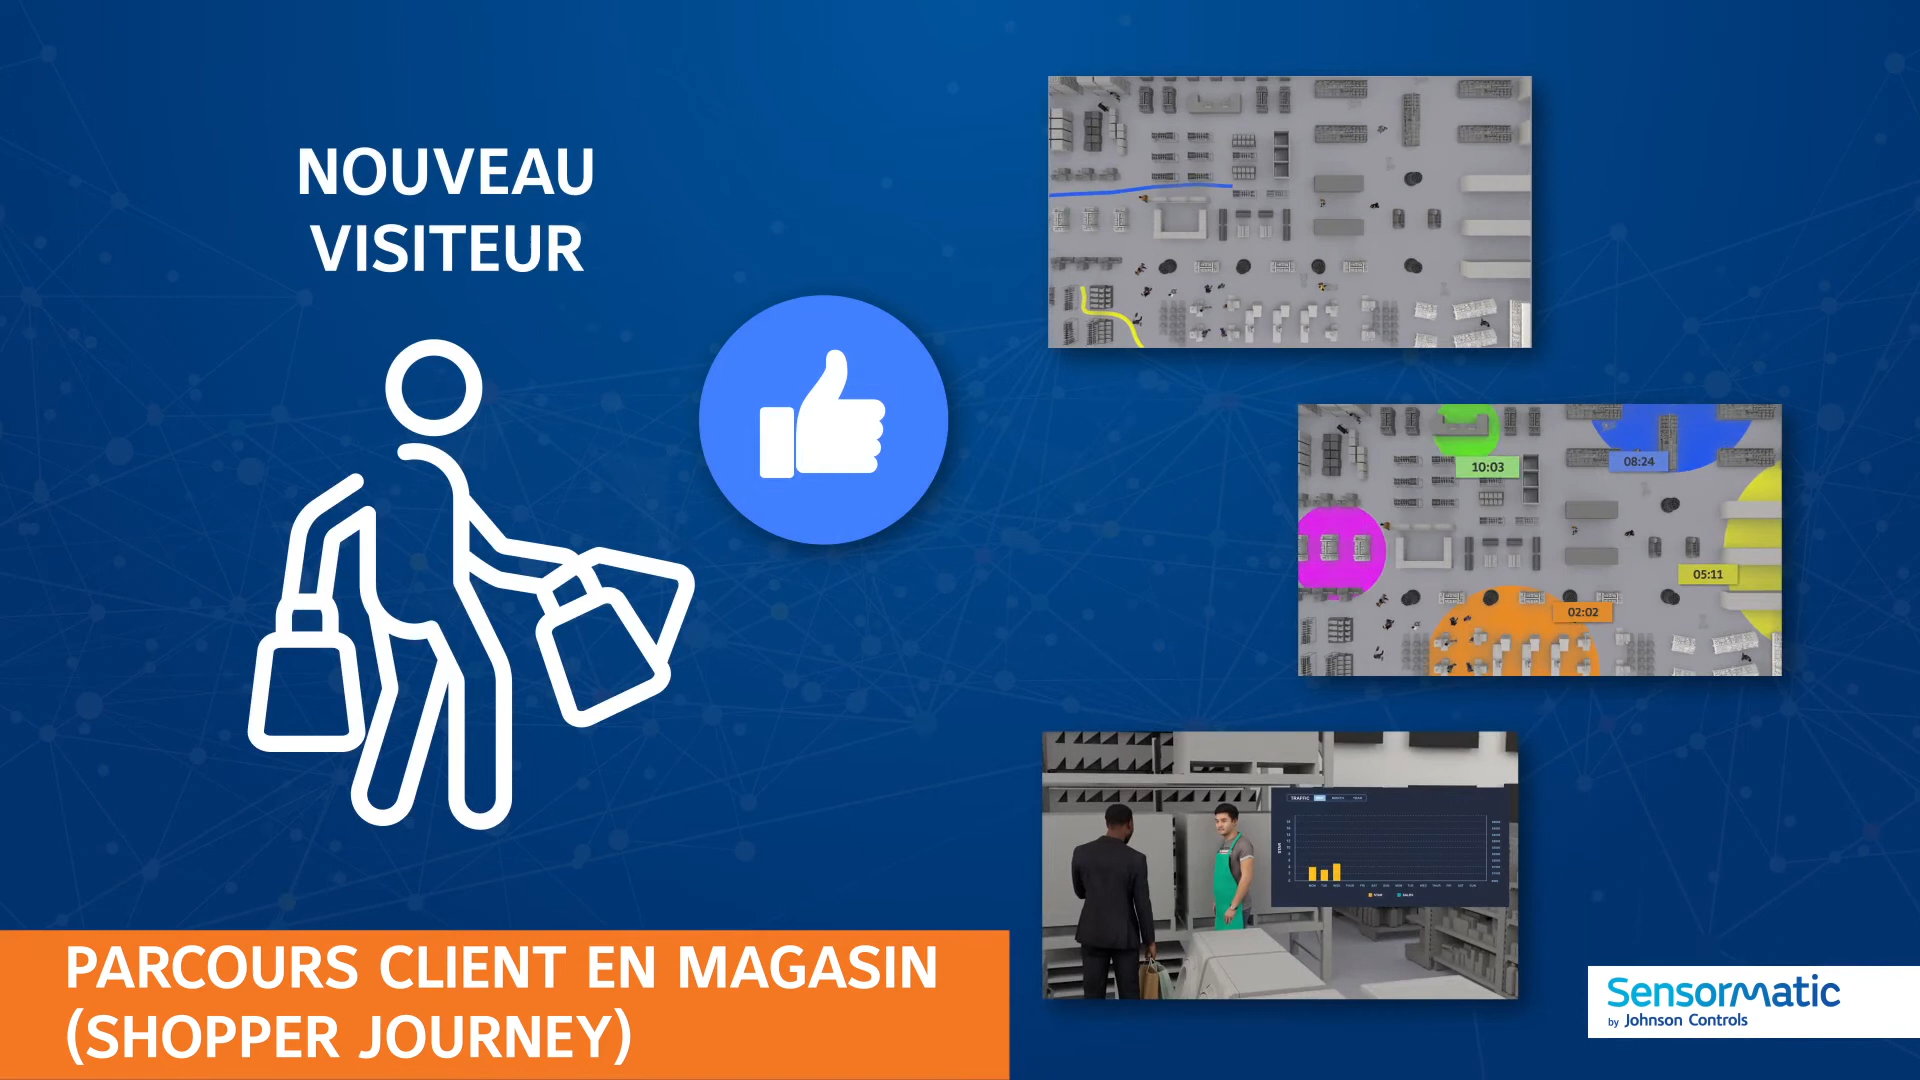 NOUVEAU
VISITEUR
10:03
08:24
05:11
02:02
TRAFFIC
PARCOURS CLIENT EN MAGASIN
(SHOPPER JOURNEY)
Sensormatic
by Johnson Controls